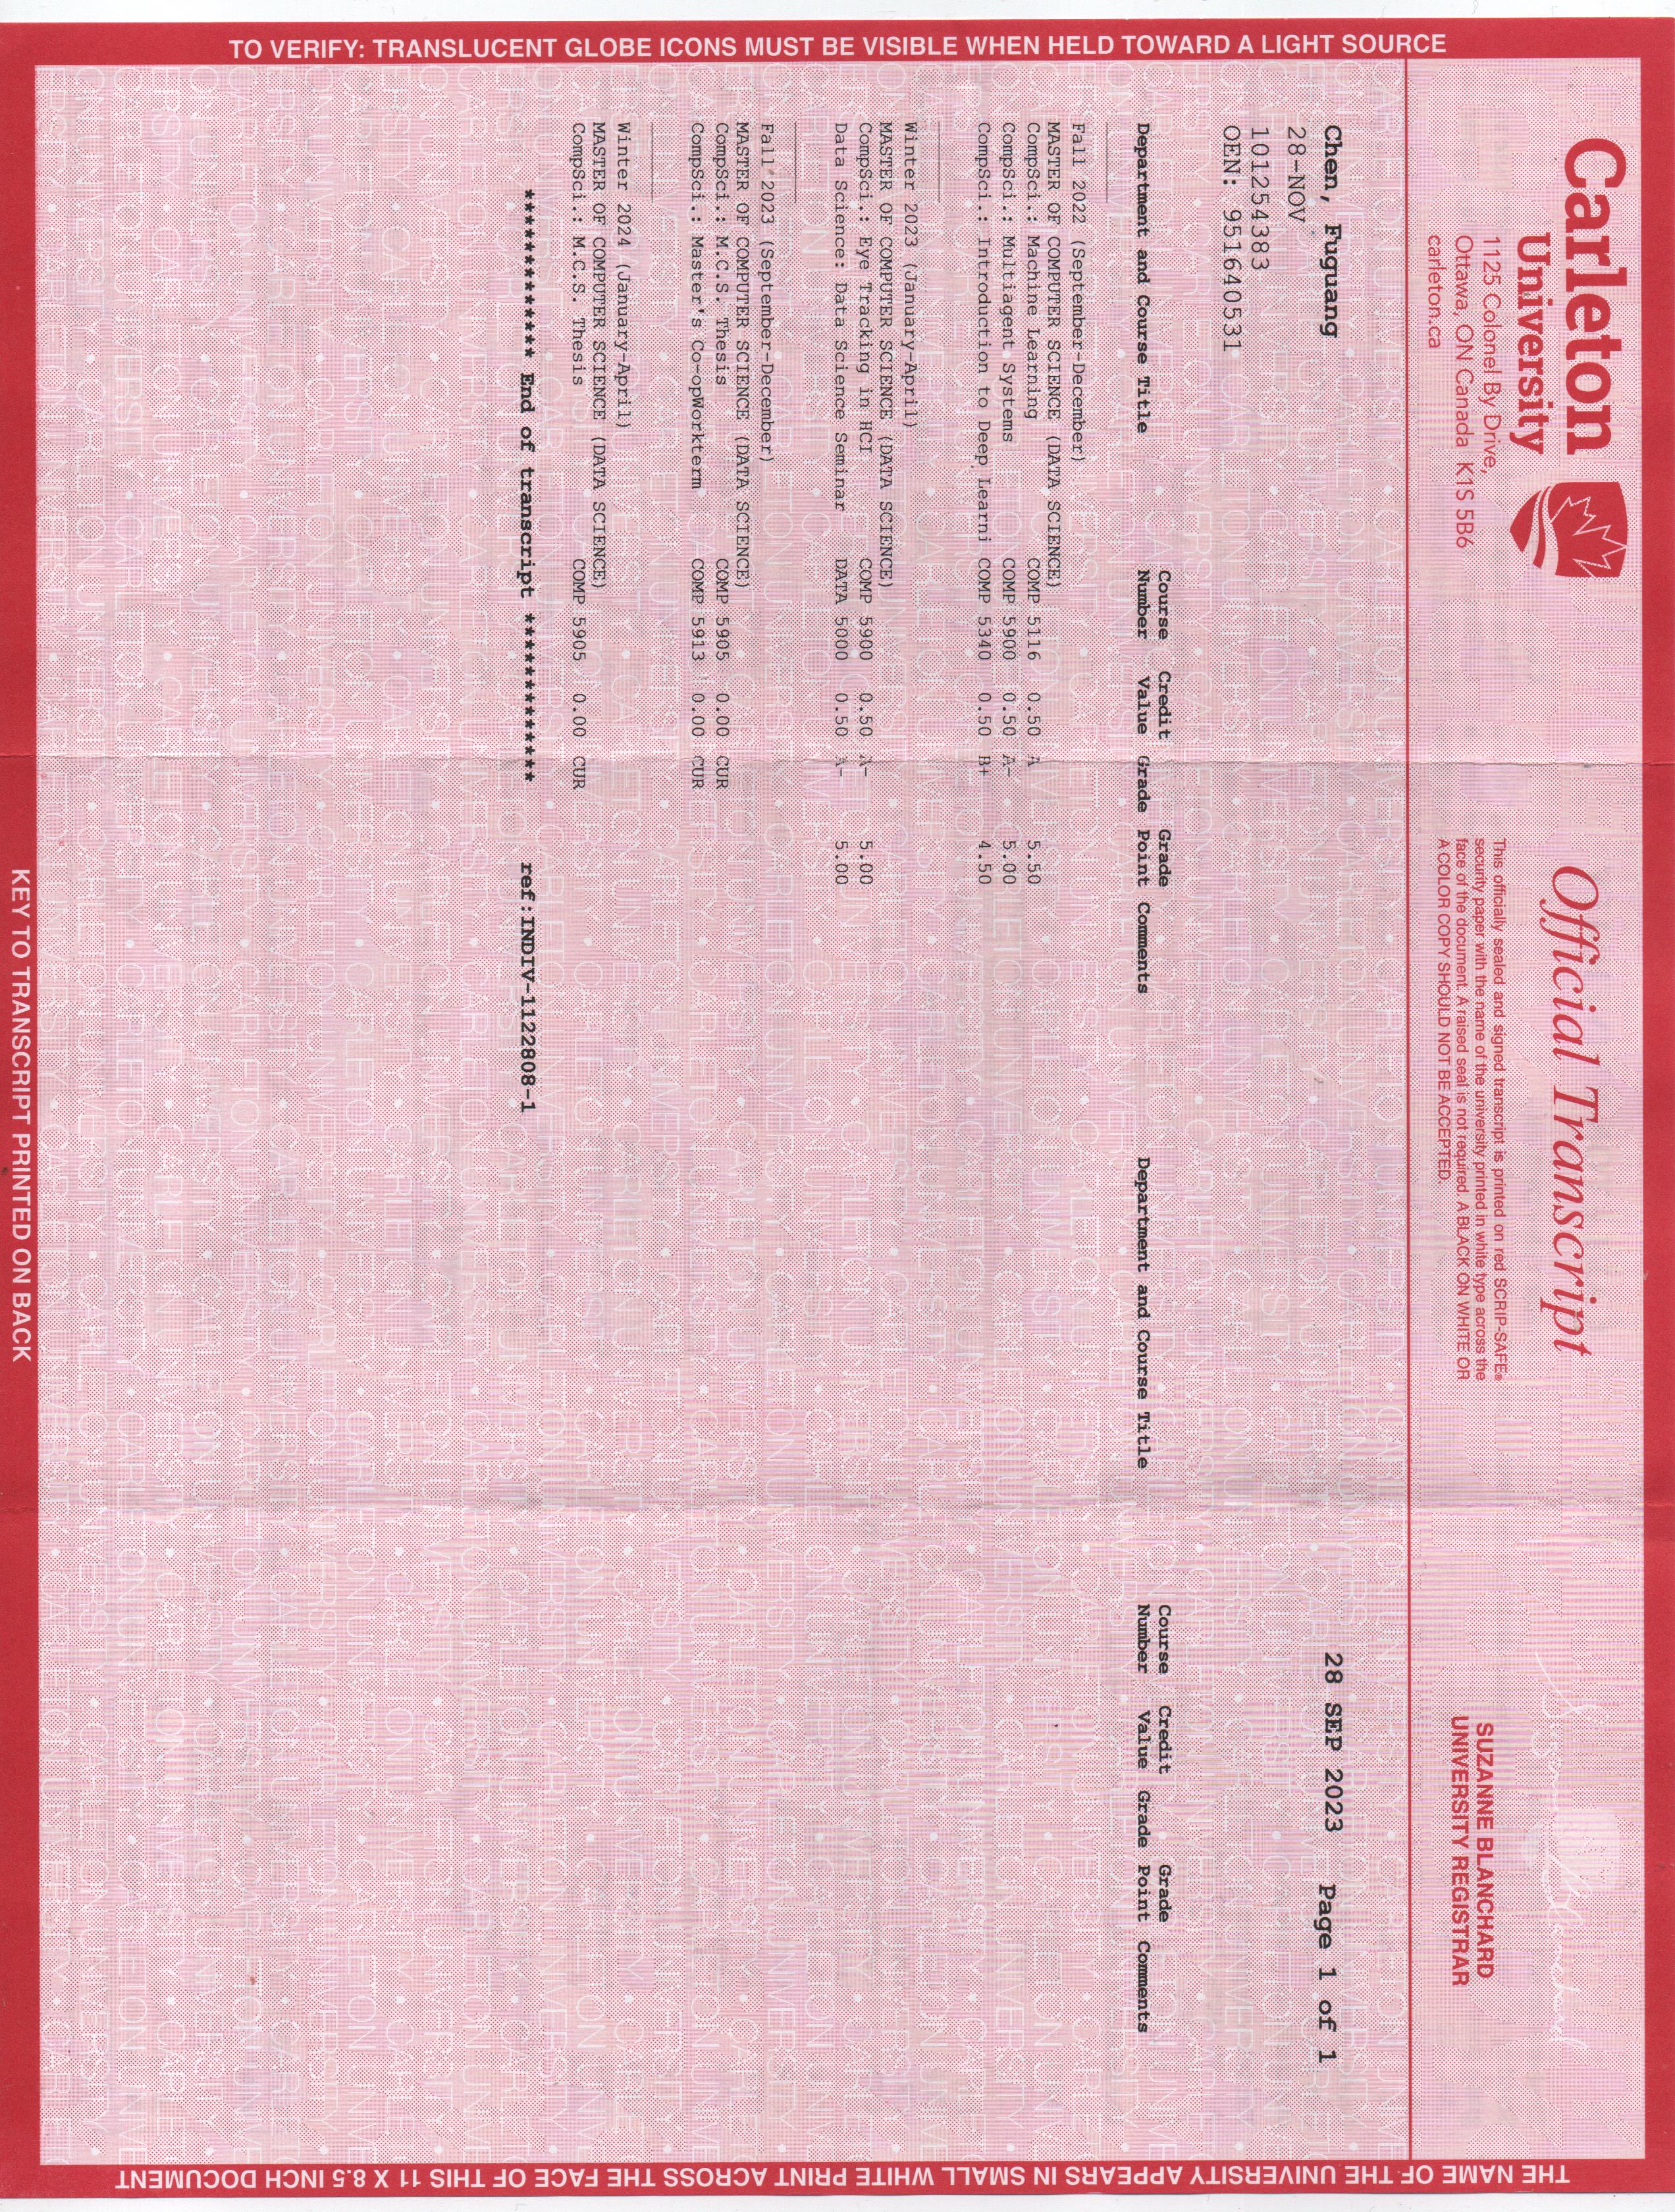 Carleton
University
1125 Colonel By Drive,
Ottawa, ON Canada K1S 5B6
carleton.ca
Official Transcript
This officially sealed and signed transcript is printed on red SCRIP-SAFE®
security paper with the name of the university printed in white type across the
face of the document. A raised seal is not required. A BLACK ON WHITE OR
A COLOR COPY SHOULD NOT BE ACCEPTED.
Suzanne Blanchard
SUZANNE BLANCHARD
UNIVERSITY REGISTRAR
TO VERIFY: TRANSLUCENT GLOBE ICONS MUST BE VISIBLE WHEN HELD TOWARD A LIGHT SOURCE
THE NAME OF THE UNIVERSITY APPEARS IN SMALL WHITE PRINT ACROSS THE FACE OF THIS 11 X 8.5 INCH DOCUMENT
Chen, Fuguang
28 SEP 2023 Page 1 of 1
28-NOV
101254383
OEN: 951640531
Course Credit Grade
Department and Course Title Number Value Grade Point Comments
Course Credit Grade
Department and Course Title Number Value Grade Point Comments
Fall 2022 (September-December)
MASTER OF COMPUTER SCIENCE (DATA SCIENCE)
CompSci.: Machine Learning COMP 5116 0.50 A 5.50
CompSci.: Multiagent Systems COMP 5900 0.50 A- 5.00
CompSci.: Introduction to Deep Learni COMP 5340 0.50 B+ 4.50
Winter 2023 (January-April)
MASTER OF COMPUTER SCIENCE (DATA SCIENCE)
CompSci.: Eye Tracking in HCI COMP 5900 0.50 A- 5.00
Data Science: Data Science Seminar DATA 5000 0.50 A- 5.00
Fall 2023 (September-December)
MASTER OF COMPUTER SCIENCE (DATA SCIENCE)
CompSci.: M.C.S. Thesis COMP 5905 0.00 CUR
CompSci.: Master's Co-opWorkterm COMP 5913 0.00 CUR
Winter 2024 (January-April)
MASTER OF COMPUTER SCIENCE (DATA SCIENCE)
CompSci.: M.C.S. Thesis COMP 5905 0.00 CUR
************* End of transcript ************* ref:INDIV-1122808-1
KEY TO TRANSCRIPT PRINTED ON BACK